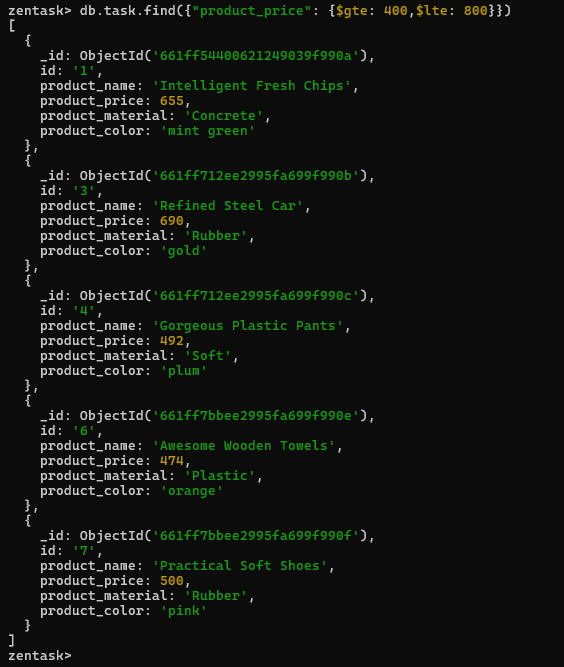 zentask> db.task.find({"product_price": {$gte: 400,$lte: 800}})
[
  {
    _id: ObjectId('661ff54400621249039f990a'),
    id: '1',
    product_name: 'Intelligent Fresh Chips',
    product_price: 655,
    product_material: 'Concrete',
    product_color: 'mint green'
  },
  {
    _id: ObjectId('661ff712ee2995fa699f990b'),
    id: '3',
    product_name: 'Refined Steel Car',
    product_price: 690,
    product_material: 'Rubber',
    product_color: 'gold'
  },
  {
    _id: ObjectId('661ff712ee2995fa699f990c'),
    id: '4',
    product_name: 'Gorgeous Plastic Pants',
    product_price: 492,
    product_material: 'Soft',
    product_color: 'plum'
  },
  {
    _id: ObjectId('661ff7bbee2995fa699f990e'),
    id: '6',
    product_name: 'Awesome Wooden Towels',
    product_price: 474,
    product_material: 'Plastic',
    product_color: 'orange'
  },
  {
    _id: ObjectId('661ff7bbee2995fa699f990f'),
    id: '7',
    product_name: 'Practical Soft Shoes',
    product_price: 500,
    product_material: 'Rubber',
    product_color: 'pink'
  }
]
zentask>